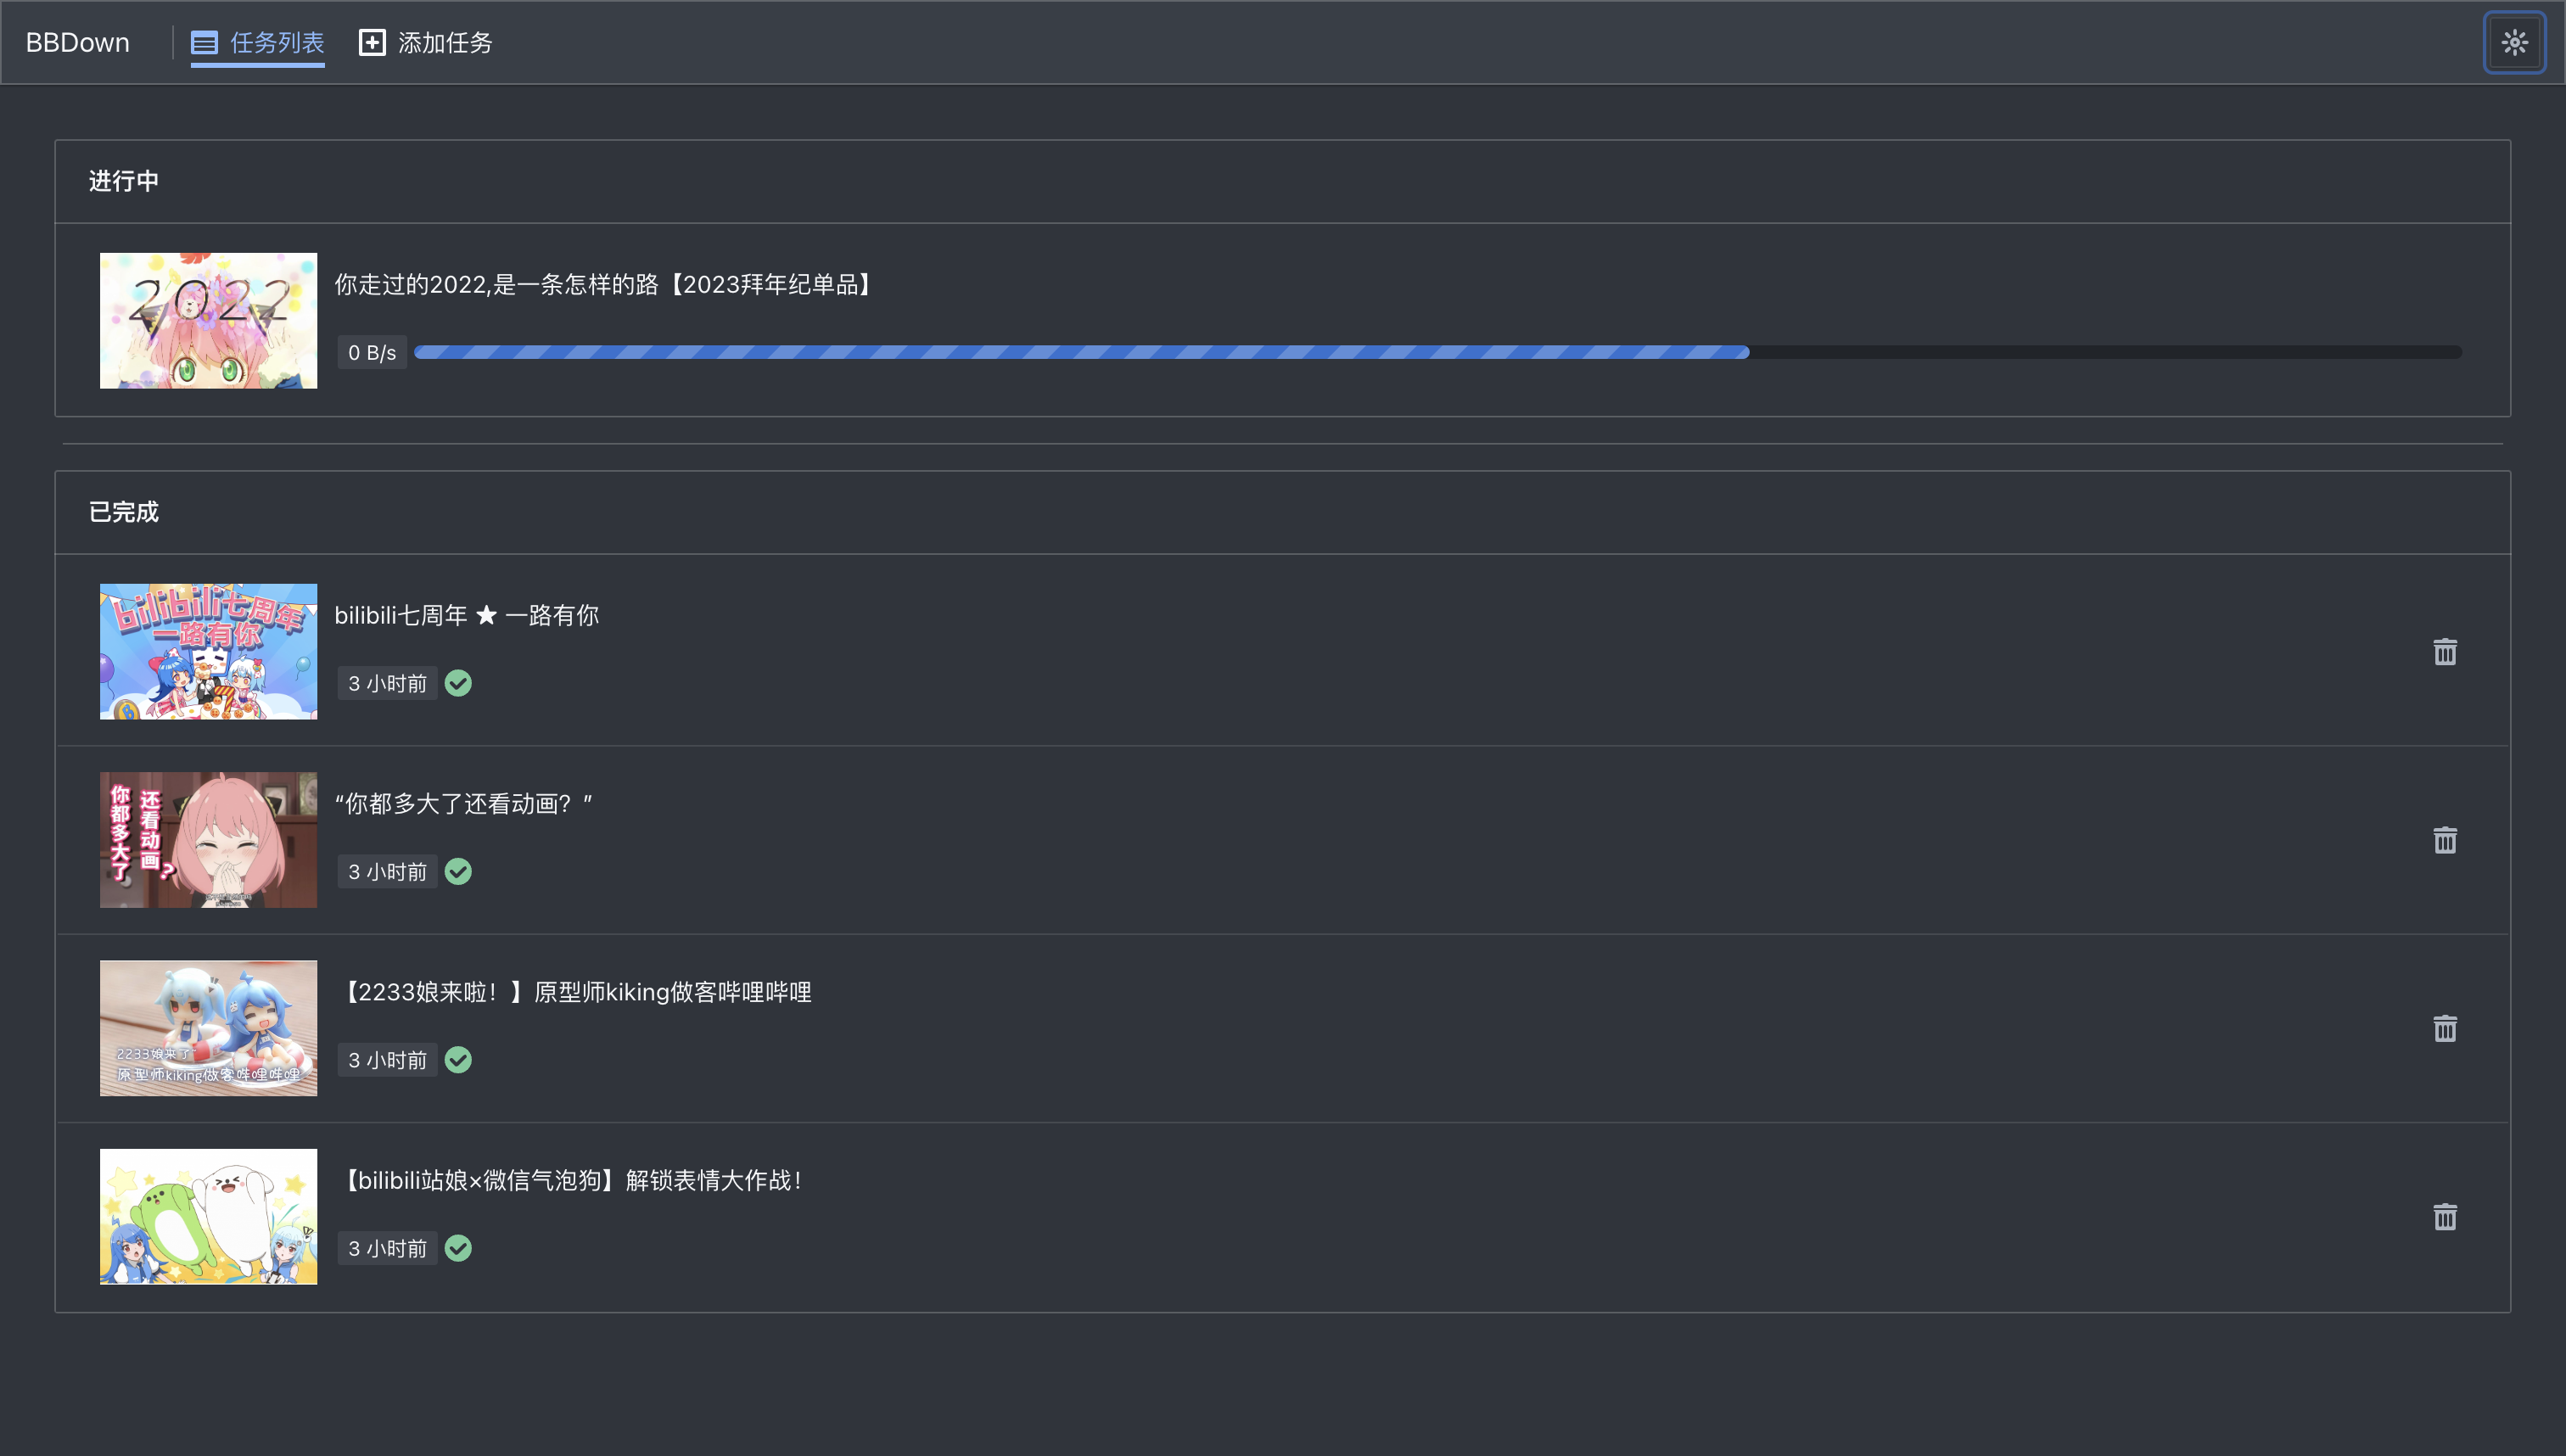 BBDown
任务列表
添加任务
进行中
2022
你走过的2022,是一条怎样的路【2023拜年纪单品】
0 B/s
已完成
bilibili七周年
一路有你
bilibili七周年 ★ 一路有你
3 小时前
你都多大了
还看动画?
“你都多大了还看动画？”
3 小时前
2233娘来了
原型师kiking做客哔哩哔哩
【2233娘来啦！】原型师kiking做客哔哩哔哩
3 小时前
【bilibili站娘×微信气泡狗】解锁表情大作战！
3 小时前